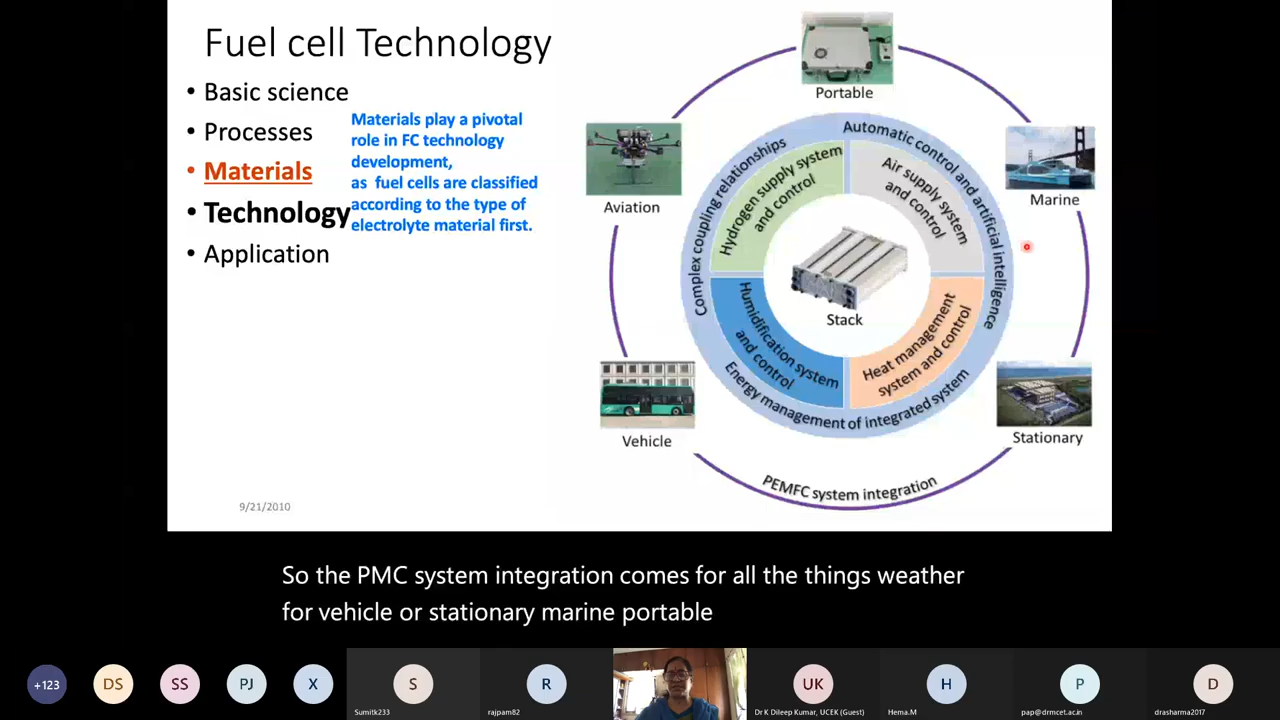 Fuel cell Technology
• Basic science
• Processes
• Materials
• Technology
• Application
Materials play a pivotal
role in FC technology
development,
as fuel cells are classified
according to the type of
electrolyte material first.
9/21/2010
Portable
Aviation
Marine
Vehicle
Stationary
Complex coupling relationships
Automatic control and artificial intelligence
Energy management of integrated system
Hydrogen supply system
and control
Air supply system
and control
Humidification system
and control
Heat management
system and control
Stack
PEMFC system integration
So the PMC system integration comes for all the things weather
for vehicle or stationary marine portable
+123
DS
SS
PJ
X
S
Sumitk233
R
rajpam82
UK
Dr K Dileep Kumar, UCEK (Guest)
H
Hema.M
P
pap@drmcet.ac.in
D
drasharma2017